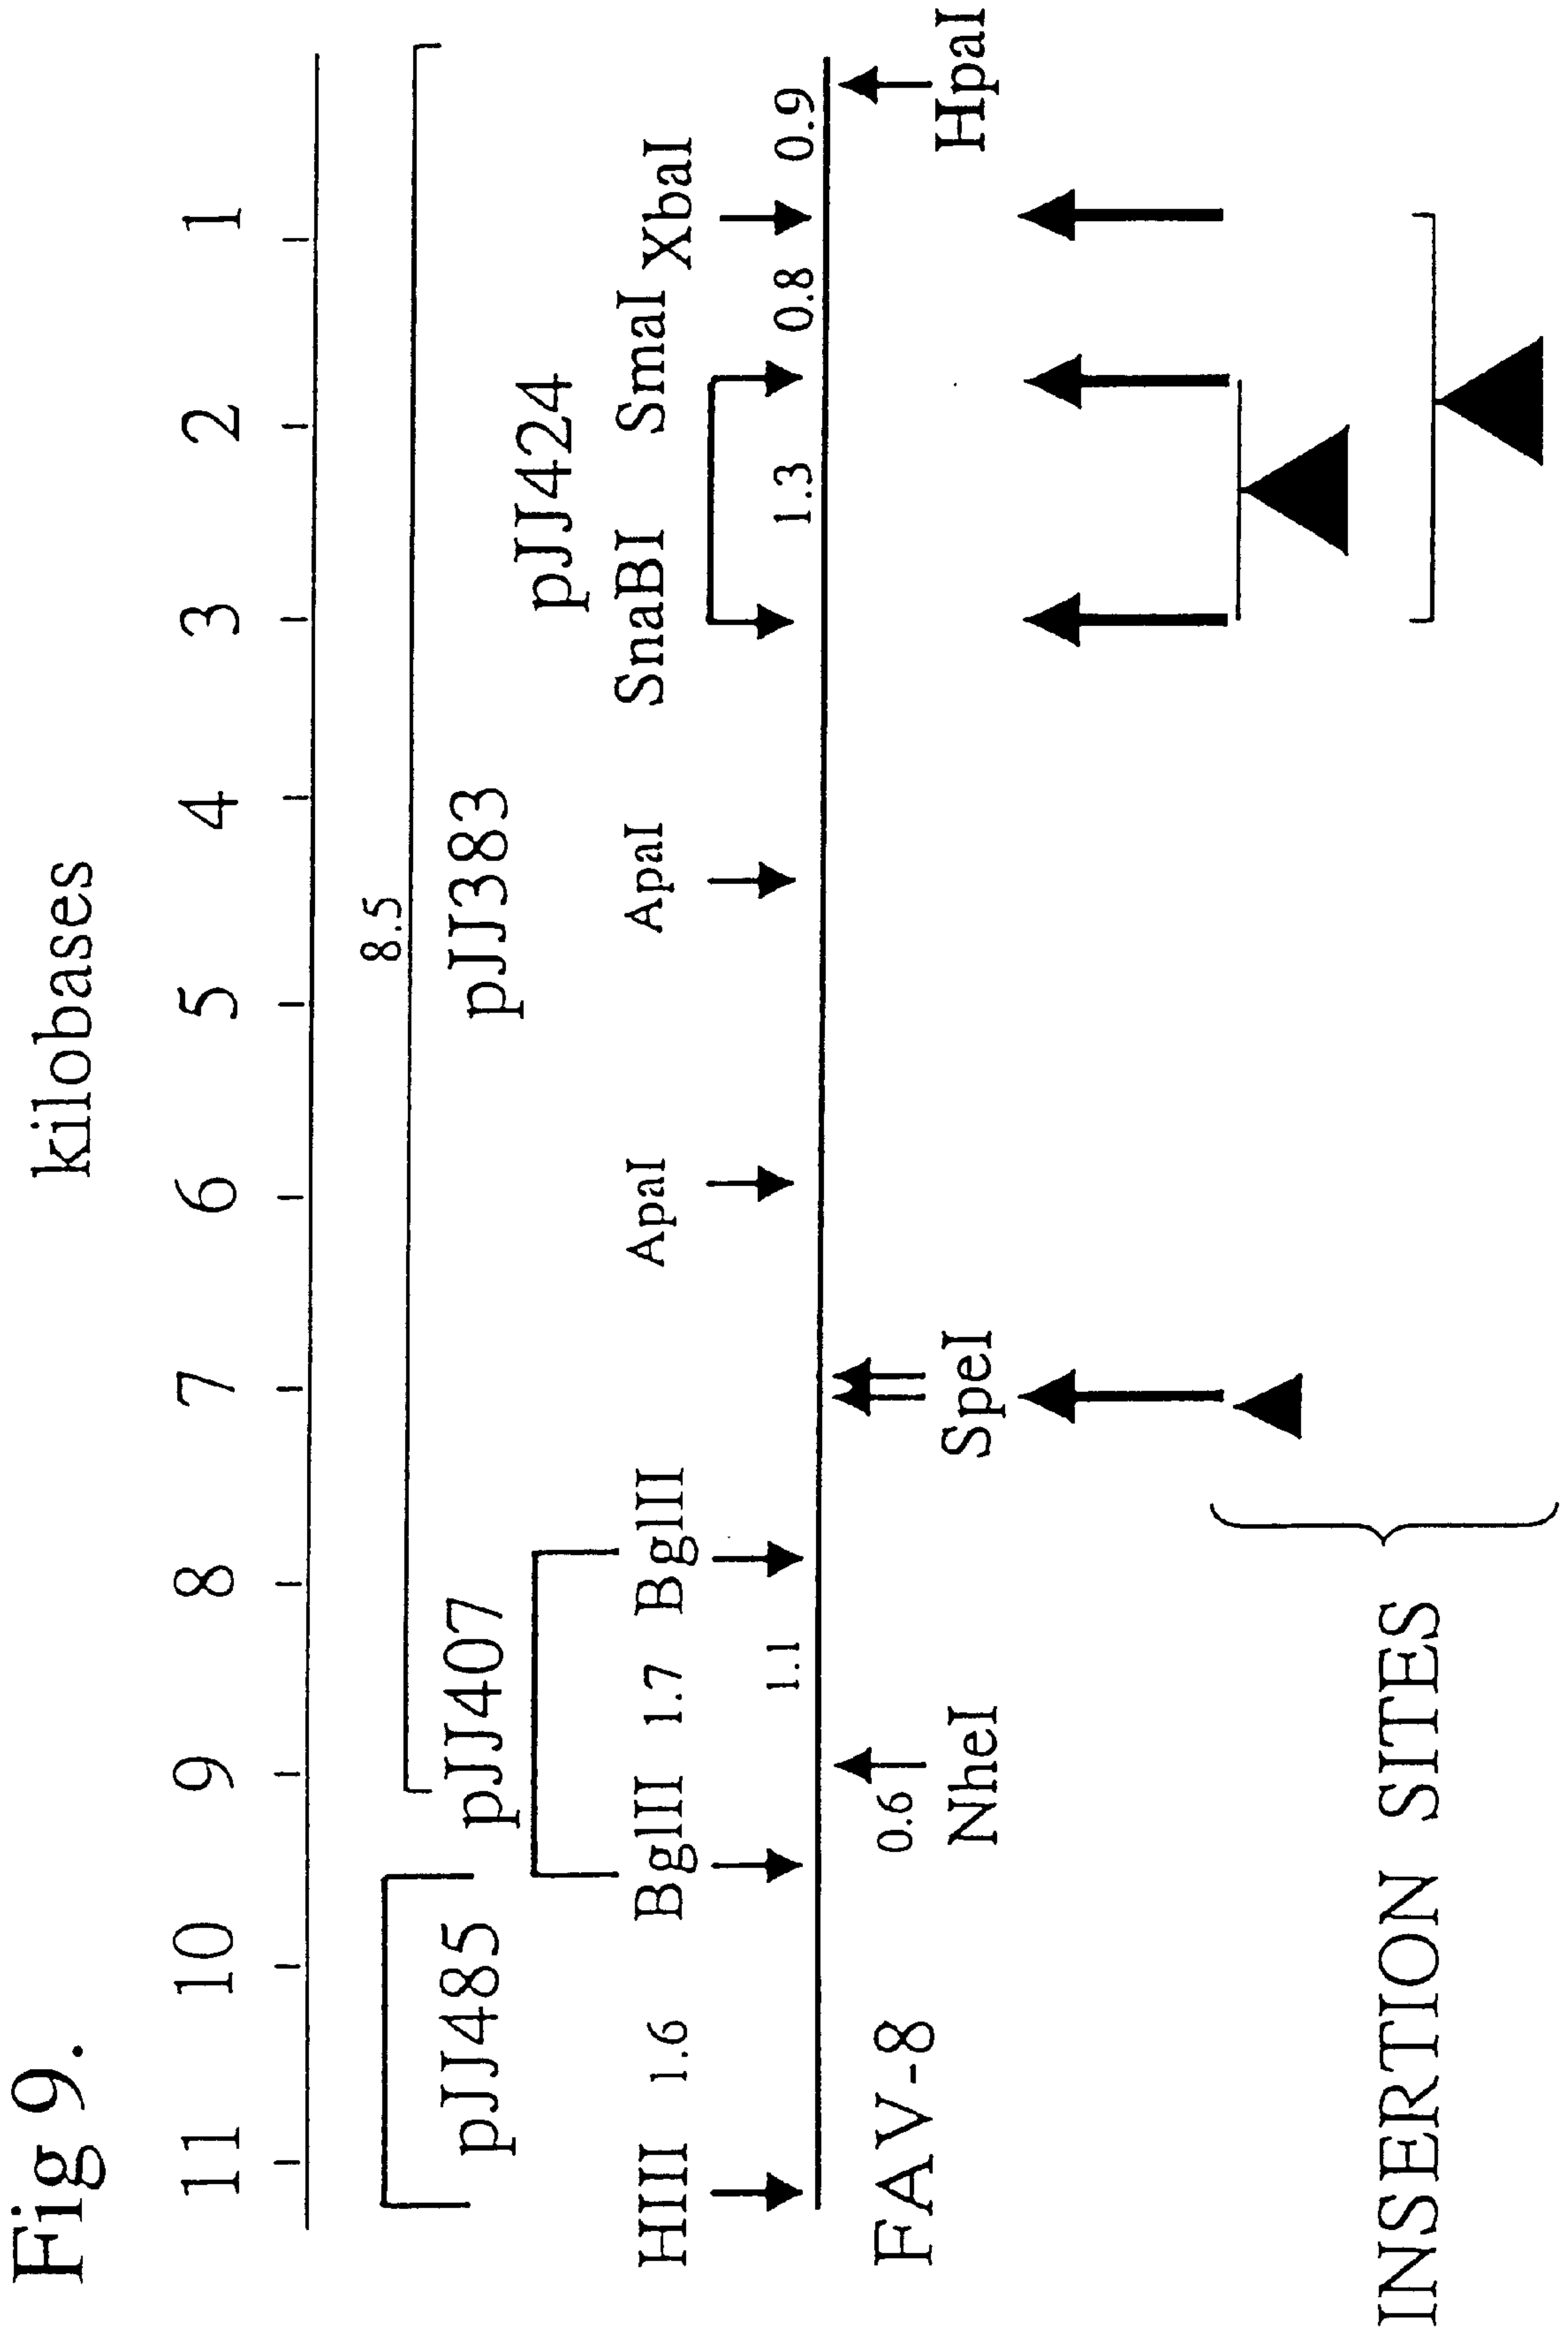 Fig 9.
kilobases
11 10 9 8 7 6 5 4 3 2 1
8.5
pJJ485 pJJ407 pJJ383 pJJ424
HIII 1.6 BglII 1.7 BglII ApaI ApaI SnaBI SmaI XbaI
1.1 1.3 0.8 0.9
FAV-8 0.6
NheI SpeI HpaI
INSERTION SITES